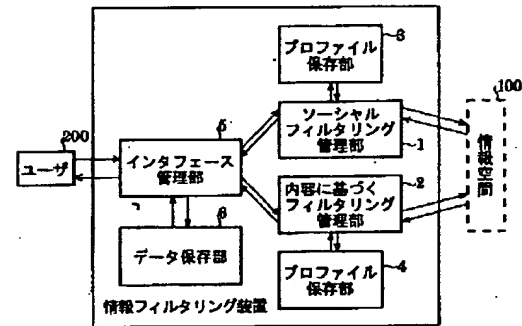 3
プロファイル
保存部
100
ソーシャル
フィルタリング
管理部
1
200
ユーザ
5
インタフェース
管理部
2
内容に基づく
フィルタリング
管理部
情報空間
6
データ保存部
プロファイル
保存部
4
情報フィルタリング装置